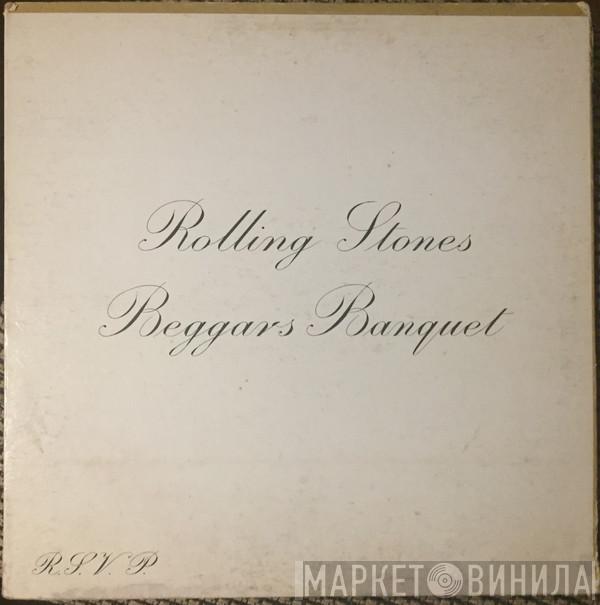 Rolling Stones
Beggars Banquet
R.S.V.P.
МАРКЕТ ВИНИЛА